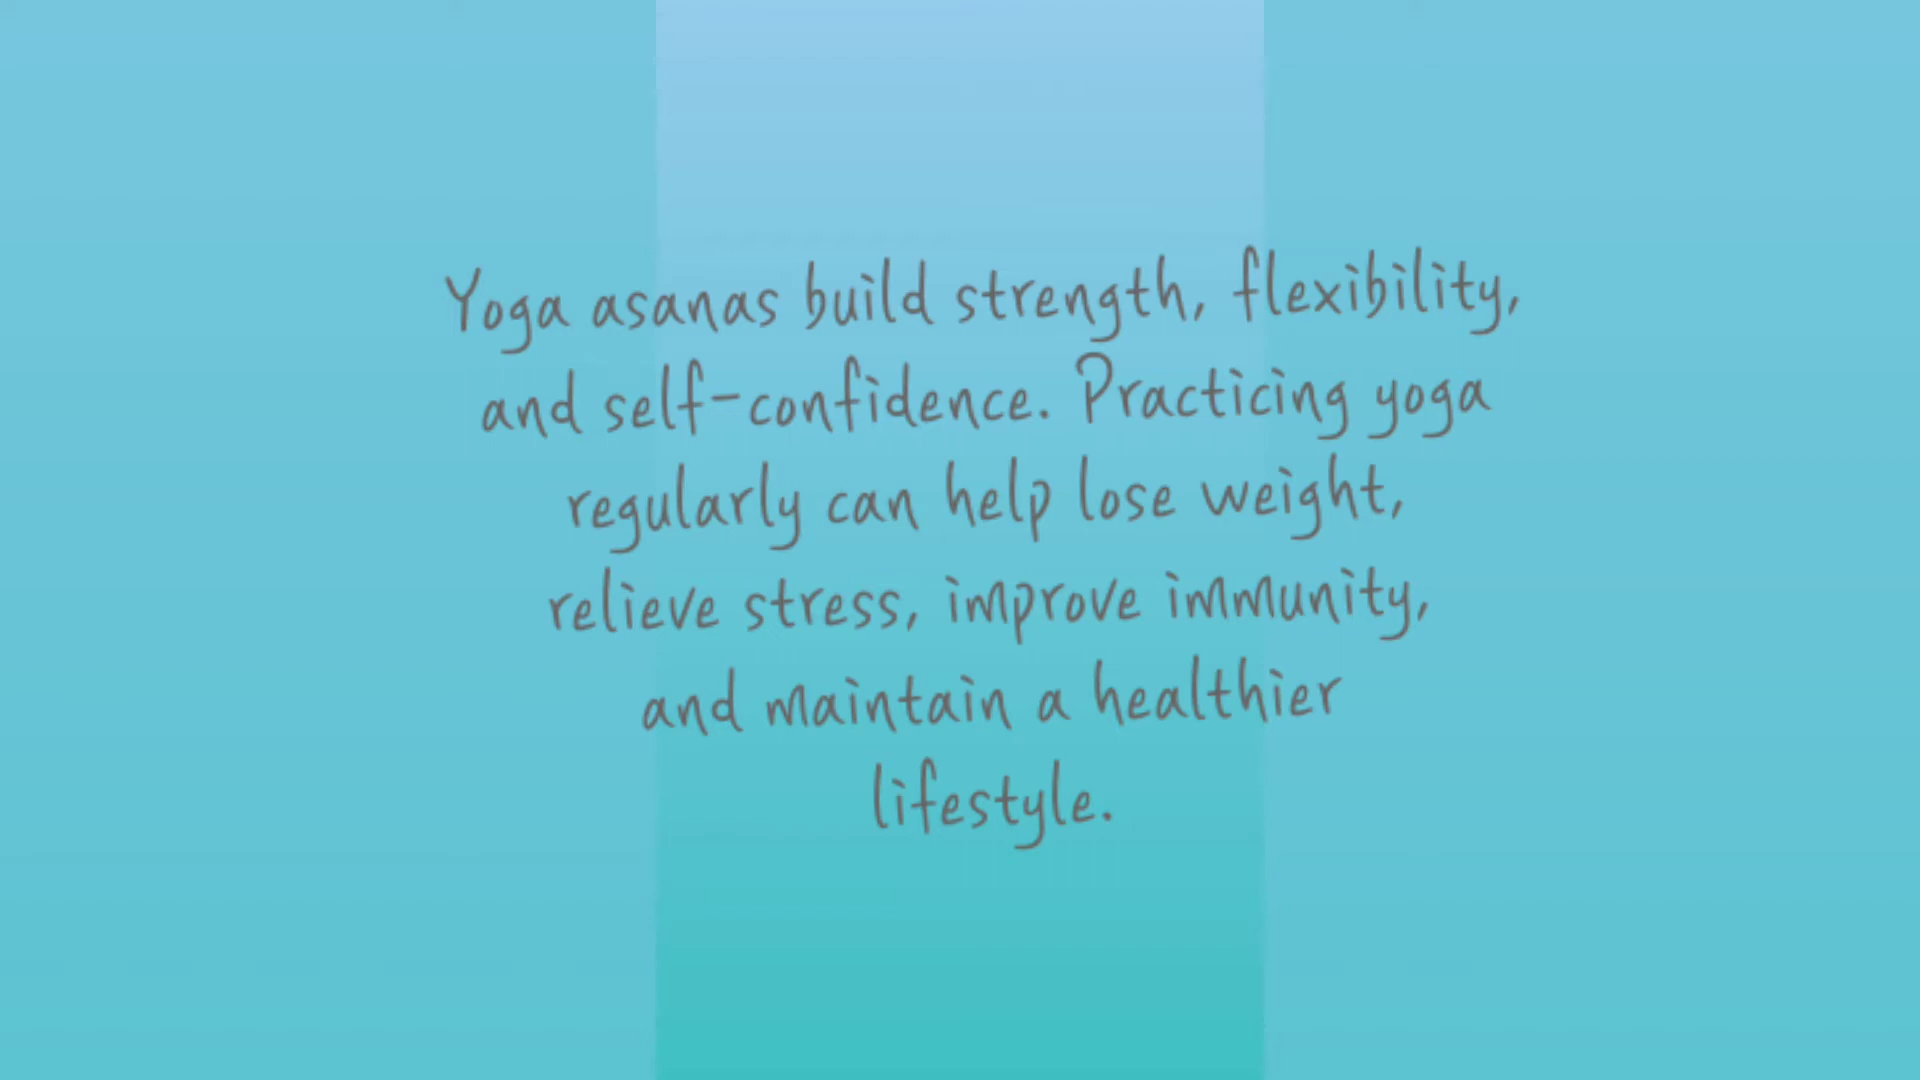 Yoga asanas build strength, flexibility,
and self-confidence. Practicing yoga
regularly can help lose weight,
relieve stress, improve immunity,
and maintain a healthier
lifestyle.